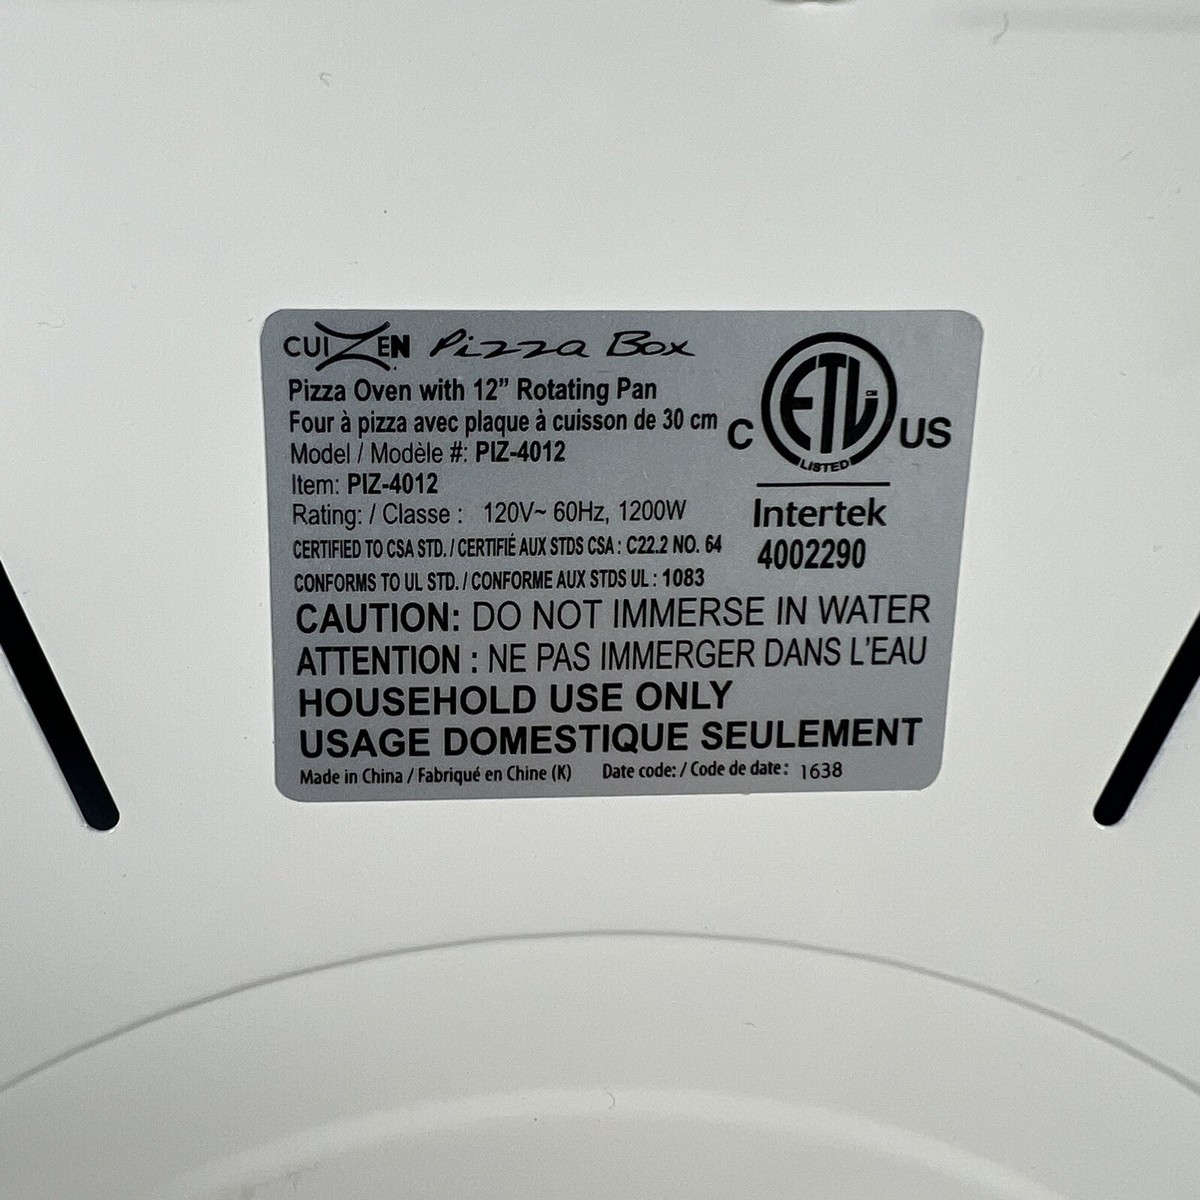 CUIZEN Pizza Box
Pizza Oven with 12" Rotating Pan
Four à pizza avec plaque à cuisson de 30 cm
Model / Modèle #: PIZ-4012
Item: PIZ-4012
Rating: / Classe : 120V~ 60Hz, 1200W
CERTIFIED TO CSA STD. / CERTIFIÉ AUX STDS CSA : C22.2 NO. 64
CONFORMS TO UL STD. / CONFORME AUX STDS UL : 1083
C ETL CM US
LISTED
Intertek
4002290
CAUTION: DO NOT IMMERSE IN WATER
ATTENTION : NE PAS IMMERGER DANS L'EAU
HOUSEHOLD USE ONLY
USAGE DOMESTIQUE SEULEMENT
Made in China / Fabriqué en Chine (K) Date code: / Code de date: 1638